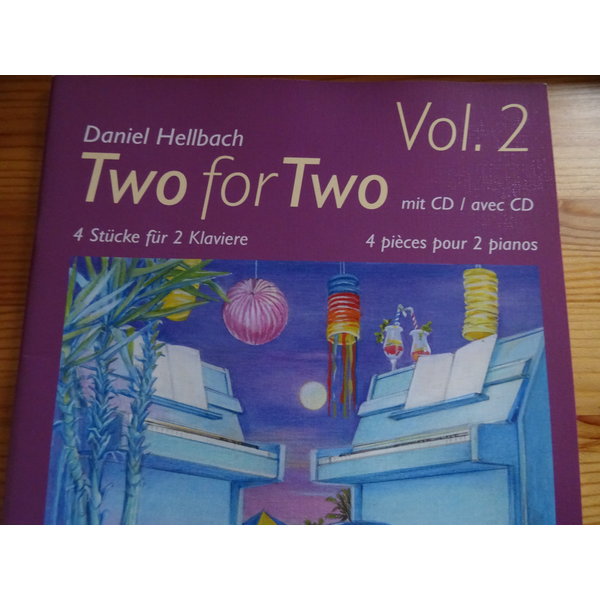 Vol. 2
Daniel Hellbach
Two for Two
mit CD / avec CD
4 Stücke für 2 Klaviere
4 pièces pour 2 pianos